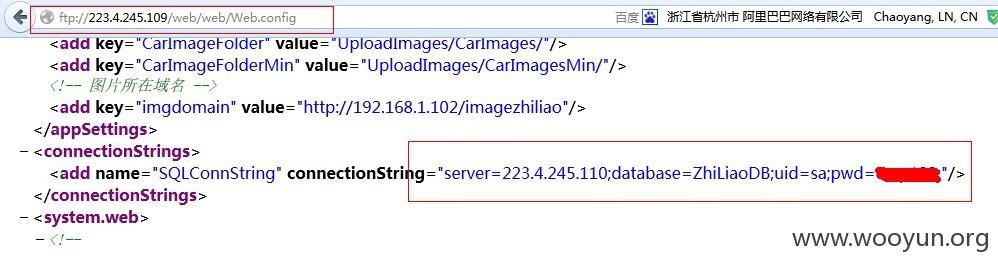 ftp://223.4.245.109/web/web/Web.config 百度 浙江省杭州市 阿里巴巴网络有限公司 Chaoyang, LN, CN
<add key="CarImageFolder" value="UploadImages/CarImages/"/>
<add key="CarImageFolderMin" value="UploadImages/CarImagesMin/"/>
<!-- 图片所在域名 -->
<add key="imgdomain" value="http://192.168.1.102/imagezhiliao"/>
</appSettings>
− <connectionStrings>
<add name="SQLConnString" connectionString="server=223.4.245.110;database=ZhiLiaoDB;uid=sa;pwd= "/>
</connectionStrings>
− <system.web>
− <!--
www.wooyun.org